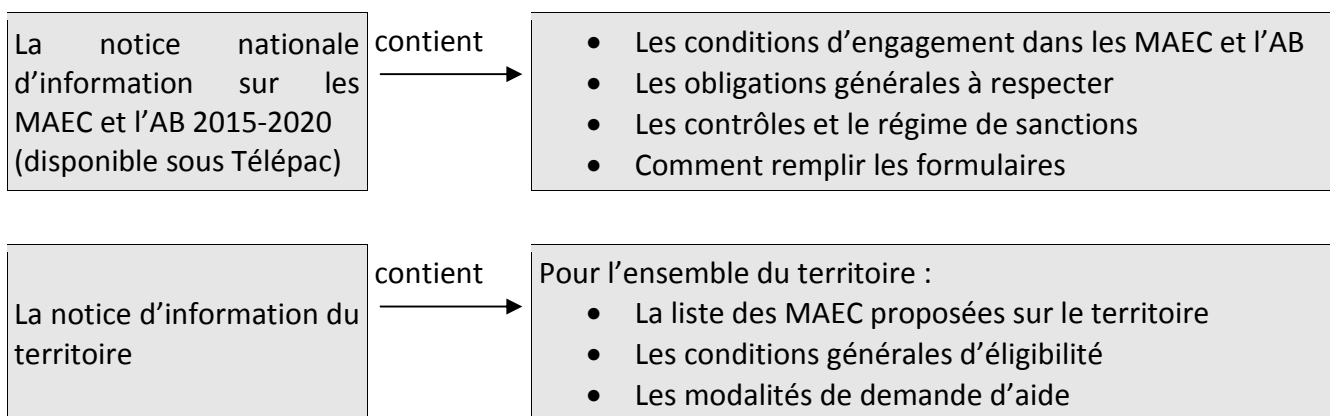 La notice nationale
d’information sur les
MAEC et l’AB 2015-2020
(disponible sous Télépac)
contient
• Les conditions d’engagement dans les MAEC et l’AB
• Les obligations générales à respecter
• Les contrôles et le régime de sanctions
• Comment remplir les formulaires
La notice d’information du
territoire
contient
Pour l’ensemble du territoire :
• La liste des MAEC proposées sur le territoire
• Les conditions générales d’éligibilité
• Les modalités de demande d’aide